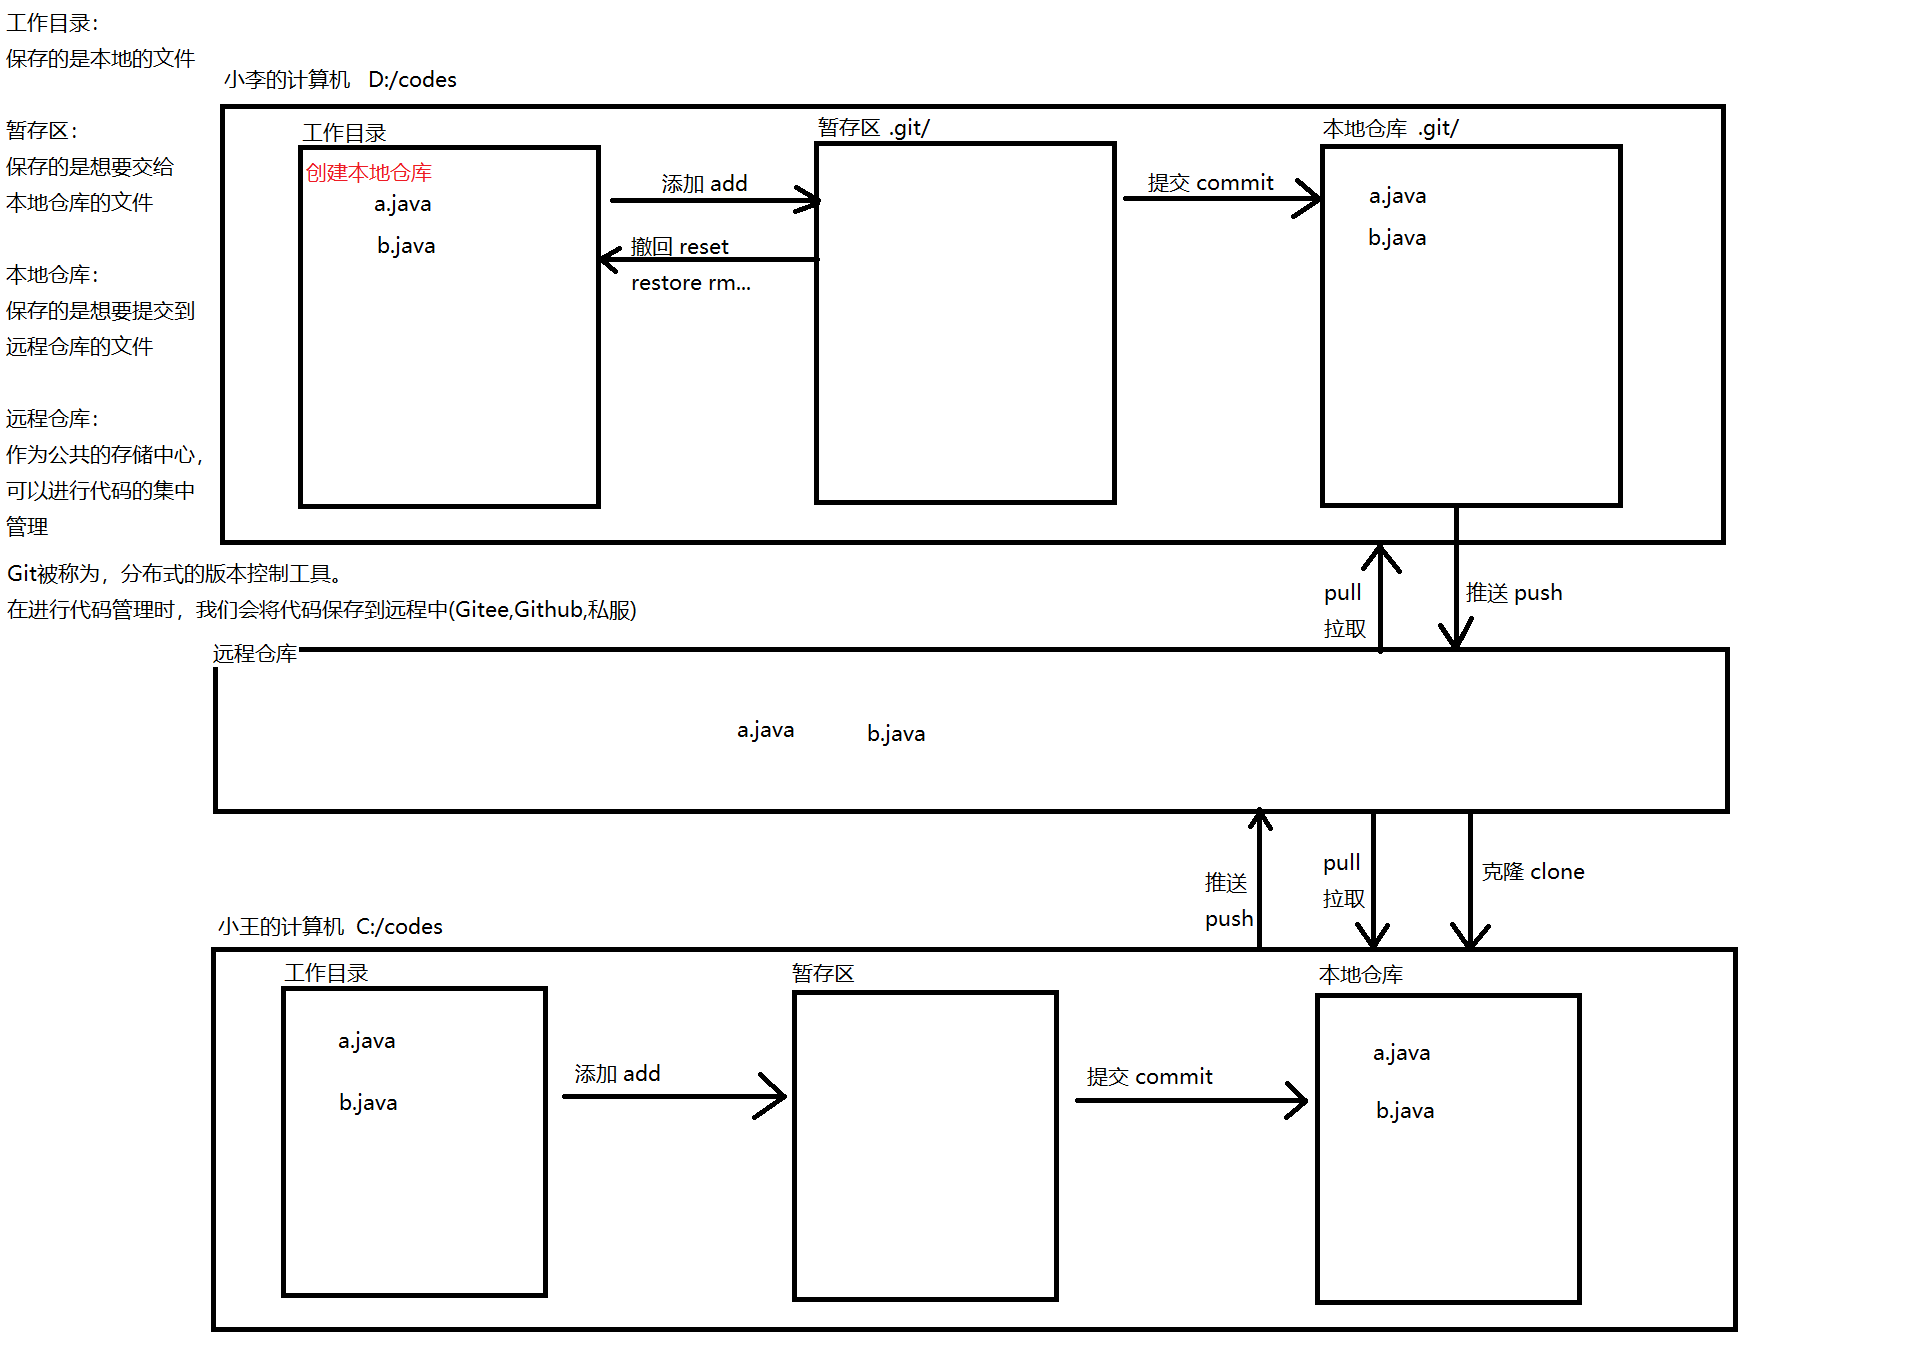 工作目录：
保存的是本地的文件
暂存区：
保存的是想要交给
本地仓库的文件
本地仓库：
保存的是想要提交到
远程仓库的文件
远程仓库：
作为公共的存储中心，
可以进行代码的集中
管理
小李的计算机 D:/codes
工作目录
创建本地仓库
a.java
b.java
添加 add
撤回 reset
restore rm...
暂存区 .git/
提交 commit
本地仓库 .git/
a.java
b.java
Git被称为，分布式的版本控制工具。
在进行代码管理时，我们会将代码保存到远程中(Gitee,Github,私服)
pull
拉取
推送 push
远程仓库
a.java
b.java
推送
push
pull
拉取
克隆 clone
小王的计算机 C:/codes
工作目录
a.java
b.java
添加 add
暂存区
提交 commit
本地仓库
a.java
b.java